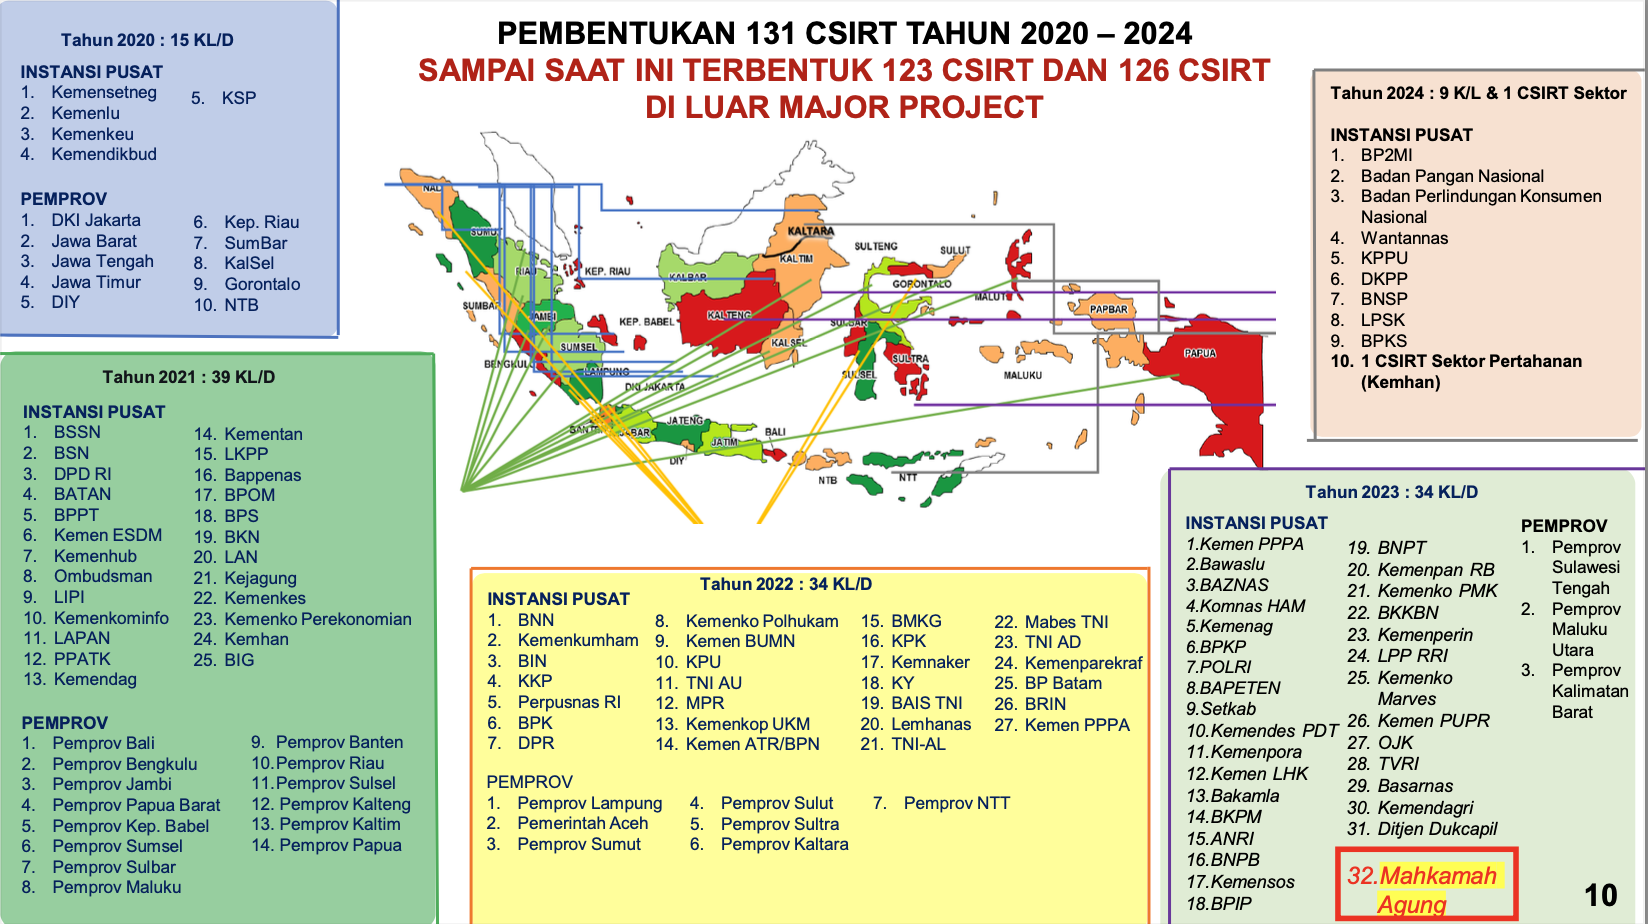 PEMBENTUKAN 131 CSIRT TAHUN 2020 – 2024
SAMPAI SAAT INI TERBENTUK 123 CSIRT DAN 126 CSIRT
DI LUAR MAJOR PROJECT
Tahun 2020 : 15 KL/D
INSTANSI PUSAT
1. Kemensetneg
2. Kemenlu
3. Kemenkeu
4. Kemendikbud
5. KSP
PEMPROV
1. DKI Jakarta
2. Jawa Barat
3. Jawa Tengah
4. Jawa Timur
5. DIY
6. Kep. Riau
7. SumBar
8. KalSel
9. Gorontalo
10. NTB
Tahun 2021 : 39 KL/D
INSTANSI PUSAT
1. BSSN
2. BSN
3. DPD RI
4. BATAN
5. BPPT
6. Kemen ESDM
7. Kemenhub
8. Ombudsman
9. LIPI
10. Kemenkominfo
11. LAPAN
12. PPATK
13. Kemendag
14. Kementan
15. LKPP
16. Bappenas
17. BPOM
18. BPS
19. BKN
20. LAN
21. Kejagung
22. Kemenkes
23. Kemenko Perekonomian
24. Kemhan
25. BIG
PEMPROV
1. Pemprov Bali
2. Pemprov Bengkulu
3. Pemprov Jambi
4. Pemprov Papua Barat
5. Pemprov Kep. Babel
6. Pemprov Sumsel
7. Pemprov Sulbar
8. Pemprov Maluku
9. Pemprov Banten
10. Pemprov Riau
11. Pemprov Sulsel
12. Pemprov Kalteng
13. Pemprov Kaltim
14. Pemprov Papua
NAD
SUMU
RIAU
KEP. RIAU
SUMBA
JAMBI
KEP. BABEL
SUMSEL
BENGKULU
LAMPUNG
DKI JAKARTA
JATENG
JATIM
BALI
DIY
NTB
NTT
KALBAR
KALTENG
KALTARA
KALTIM
KALSEL
SULTENG
SULUT
GORONTALO
SULBAR
SULTRA
SULSEL
MALUT
MALUKU
PAPBAR
PAPUA
Tahun 2022 : 34 KL/D
INSTANSI PUSAT
1. BNN
2. Kemenkumham
3. BIN
4. KKP
5. Perpusnas RI
6. BPK
7. DPR
8. Kemenko Polhukam
9. Kemen BUMN
10. KPU
11. TNI AU
12. MPR
13. Kemenkop UKM
14. Kemen ATR/BPN
15. BMKG
16. KPK
17. Kemnaker
18. KY
19. BAIS TNI
20. Lemhanas
21. TNI-AL
22. Mabes TNI
23. TNI AD
24. Kemenparekraf
25. BP Batam
26. BRIN
27. Kemen PPPA
PEMPROV
1. Pemprov Lampung
2. Pemerintah Aceh
3. Pemprov Sumut
4. Pemprov Sulut
5. Pemprov Sultra
6. Pemprov Kaltara
7. Pemprov NTT
Tahun 2024 : 9 K/L & 1 CSIRT Sektor
INSTANSI PUSAT
1. BP2MI
2. Badan Pangan Nasional
3. Badan Perlindungan Konsumen
Nasional
4. Wantannas
5. KPPU
6. DKPP
7. BNSP
8. LPSK
9. BPKS
10. 1 CSIRT Sektor Pertahanan
(Kemhan)
Tahun 2023 : 34 KL/D
INSTANSI PUSAT
1.Kemen PPPA
2.Bawaslu
3.BAZNAS
4.Komnas HAM
5.Kemenag
6.BPKP
7.POLRI
8.BAPETEN
9.Setkab
10.Kemendes PDT
11.Kemenpora
12.Kemen LHK
13.Bakamla
14.BKPM
15.ANRI
16.BNPB
17.Kemensos
18.BPIP
19. BNPT
20. Kemenpan RB
21. Kemenko PMK
22. BKKBN
23. Kemenperin
24. LPP RRI
25. Kemenko
Marves
26. Kemen PUPR
27. OJK
28. TVRI
29. Basarnas
30. Kemendagri
31. Ditjen Dukcapil
32.Mahkamah
Agung
PEMPROV
1. Pemprov
Sulawesi
Tengah
2. Pemprov
Maluku
Utara
3. Pemprov
Kalimatan
Barat
10